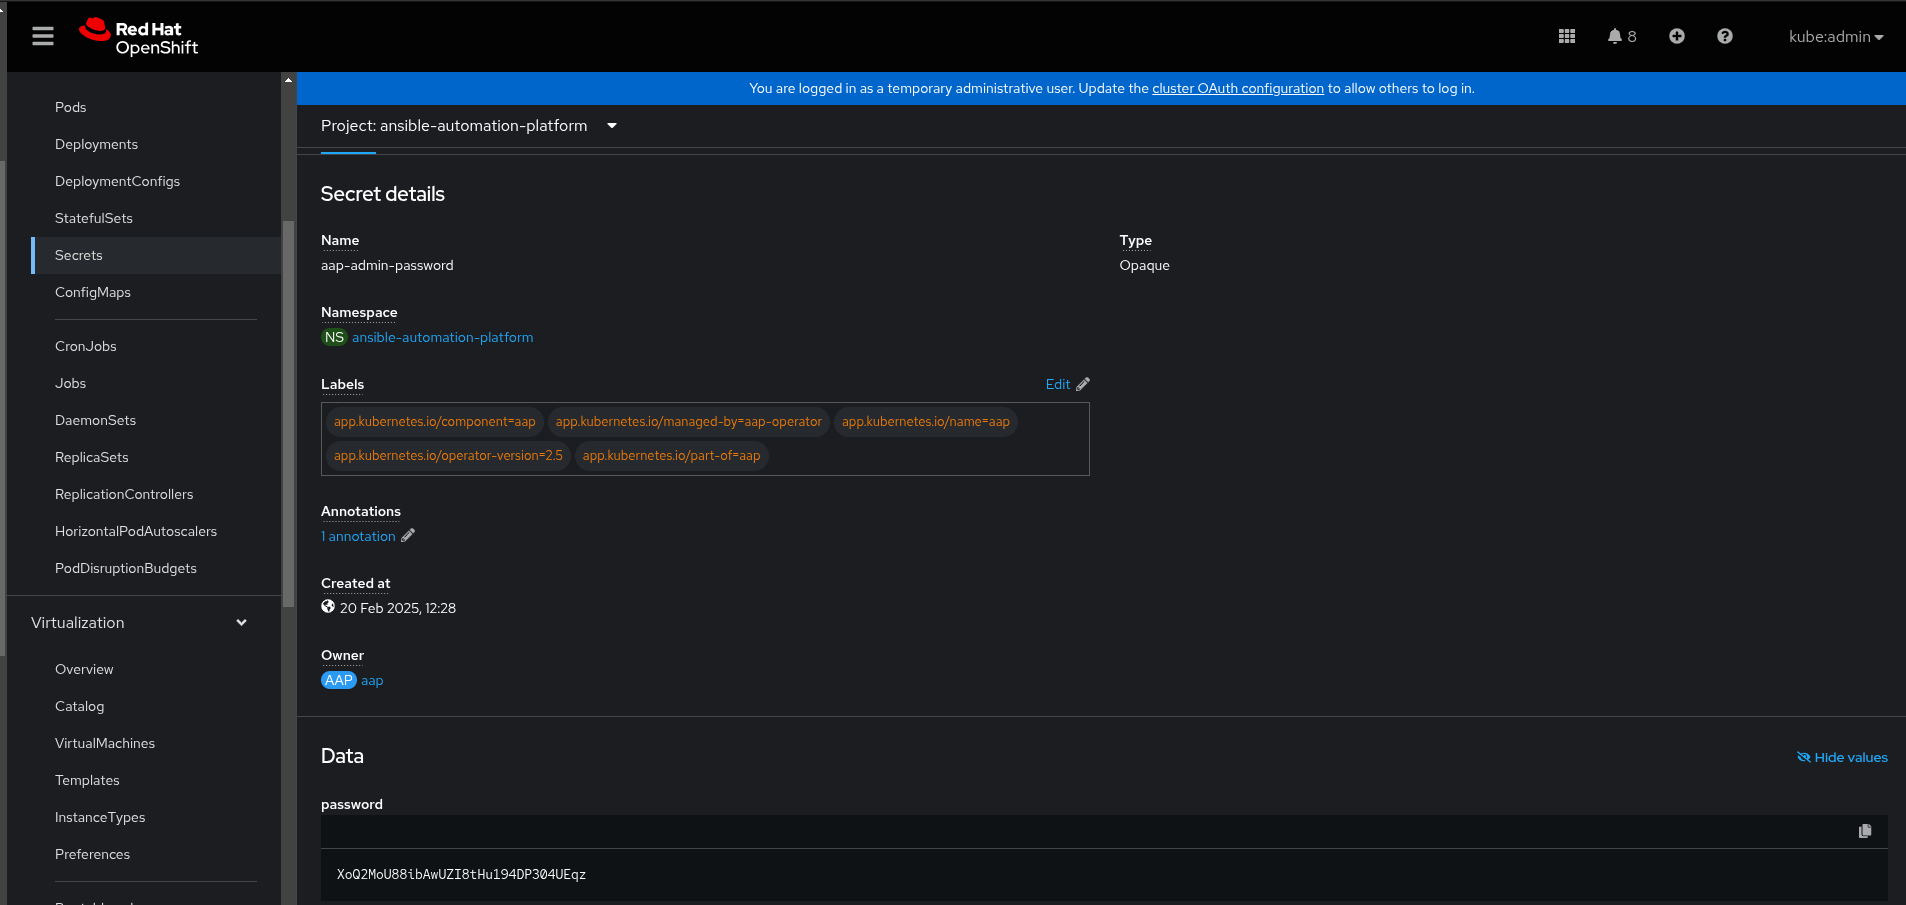 Red Hat
OpenShift
8
kube:admin
You are logged in as a temporary administrative user. Update the cluster OAuth configuration to allow others to log in.
Project: ansible-automation-platform
Pods
Deployments
DeploymentConfigs
StatefulSets
Secrets
ConfigMaps
CronJobs
Jobs
DaemonSets
ReplicaSets
ReplicationControllers
HorizontalPodAutoscalers
PodDisruptionBudgets
Virtualization
Overview
Catalog
VirtualMachines
Templates
InstanceTypes
Preferences
Secret details
Name
aap-admin-password
Type
Opaque
Namespace
NS ansible-automation-platform
Labels
Edit
app.kubernetes.io/component=aap app.kubernetes.io/managed-by=aap-operator app.kubernetes.io/name=aap
app.kubernetes.io/operator-version=2.5 app.kubernetes.io/part-of=aap
Annotations
1 annotation
Created at
20 Feb 2025, 12:28
Owner
AAP aap
Data
Hide values
password
XoQ2MoU88ibAwUZI8tHu194DP304UEqz